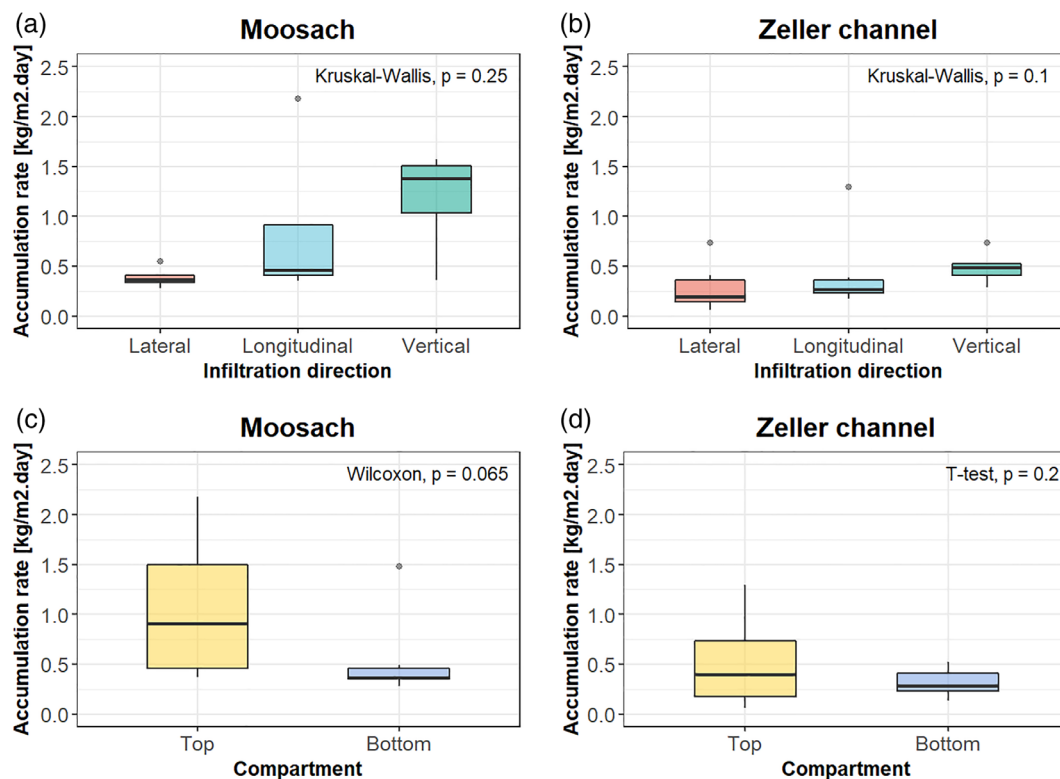 (a)
Moosach
Kruskal-Wallis, p = 0.25
Accumulation rate [kg/m2.day]
2.5
2.0
1.5
1.0
0.5
0.0
Lateral Longitudinal Vertical
Infiltration direction
(b)
Zeller channel
Kruskal-Wallis, p = 0.1
Accumulation rate [kg/m2.day]
2.5
2.0
1.5
1.0
0.5
0.0
Lateral Longitudinal Vertical
Infiltration direction
(c)
Moosach
Wilcoxon, p = 0.065
Accumulation rate [kg/m2.day]
2.5
2.0
1.5
1.0
0.5
0.0
Top Bottom
Compartment
(d)
Zeller channel
T-test, p = 0.2
Accumulation rate [kg/m2.day]
2.5
2.0
1.5
1.0
0.5
0.0
Top Bottom
Compartment